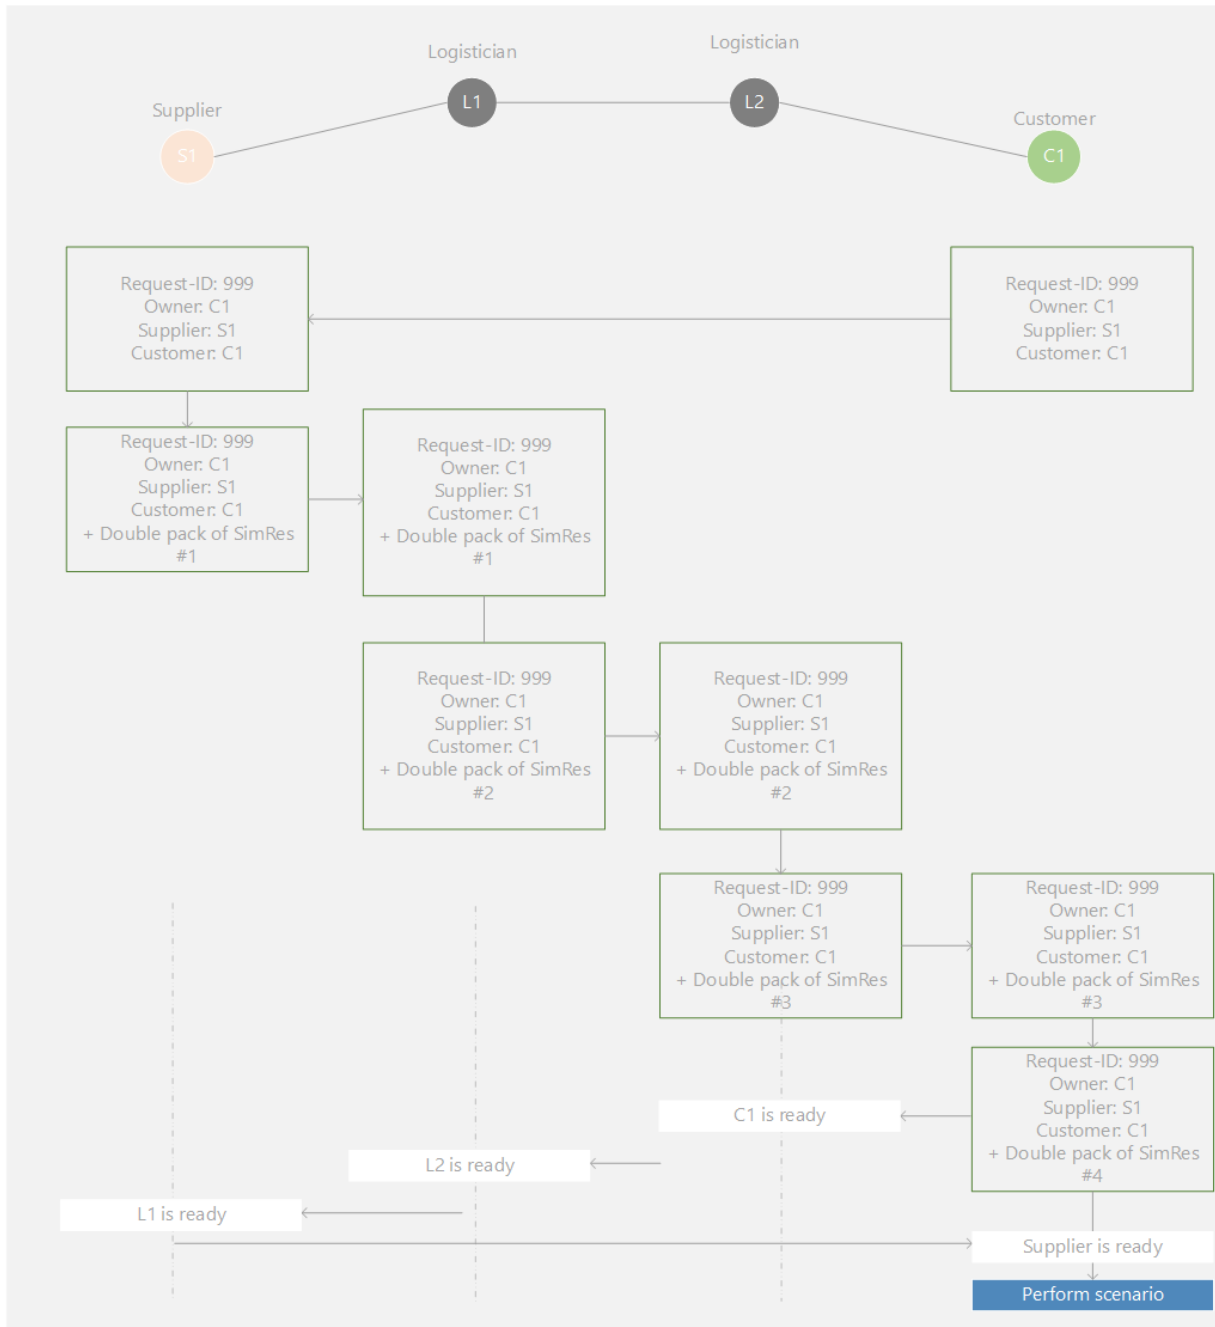 Logistician
Logistician
L1
L2
Supplier
Customer
S1
C1
Request-ID: 999
Owner: C1
Supplier: S1
Customer: C1
Request-ID: 999
Owner: C1
Supplier: S1
Customer: C1
Request-ID: 999
Owner: C1
Supplier: S1
Customer: C1
+ Double pack of SimRes
#1
Request-ID: 999
Owner: C1
Supplier: S1
Customer: C1
+ Double pack of SimRes
#1
Request-ID: 999
Owner: C1
Supplier: S1
Customer: C1
+ Double pack of SimRes
#2
Request-ID: 999
Owner: C1
Supplier: S1
Customer: C1
+ Double pack of SimRes
#2
Request-ID: 999
Owner: C1
Supplier: S1
Customer: C1
+ Double pack of SimRes
#3
Request-ID: 999
Owner: C1
Supplier: S1
Customer: C1
+ Double pack of SimRes
#3
Request-ID: 999
Owner: C1
Supplier: S1
Customer: C1
+ Double pack of SimRes
#4
C1 is ready
L2 is ready
L1 is ready
Supplier is ready
Perform scenario